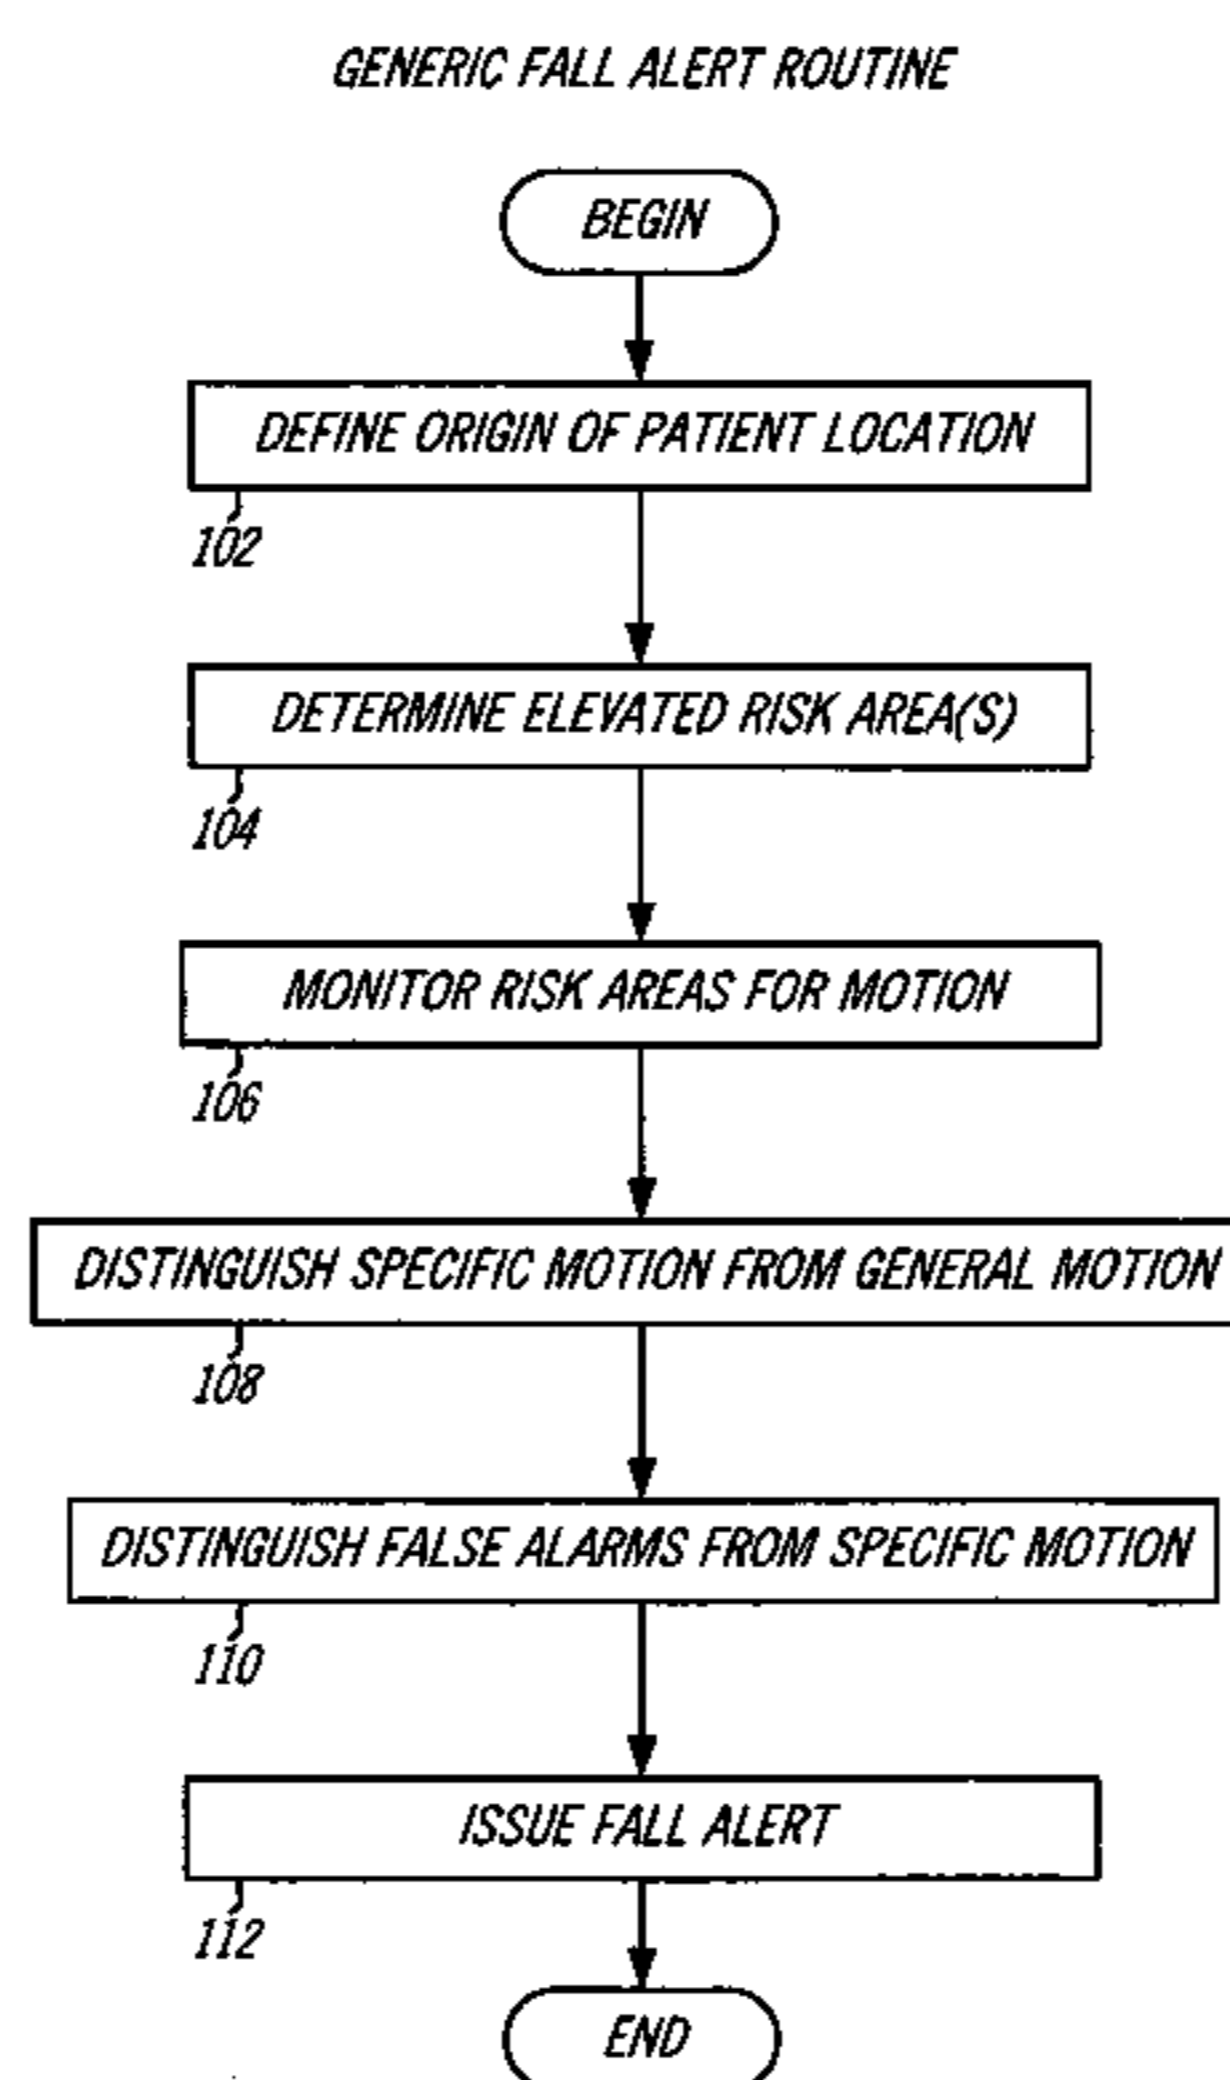 GENERIC FALL ALERT ROUTINE
BEGIN
DEFINE ORIGIN OF PATIENT LOCATION
102
DETERMINE ELEVATED RISK AREA(S)
104
MONITOR RISK AREAS FOR MOTION
106
DISTINGUISH SPECIFIC MOTION FROM GENERAL MOTION
108
DISTINGUISH FALSE ALARMS FROM SPECIFIC MOTION
110
ISSUE FALL ALERT
112
END